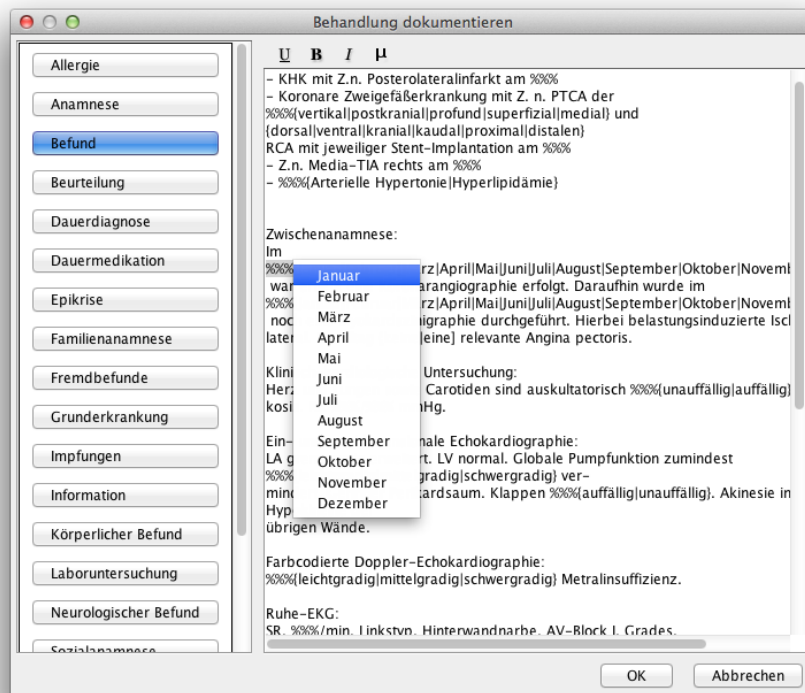 Behandlung dokumentieren
Allergie
Anamnese
Befund
Beurteilung
Dauerdiagnose
Dauermedikation
Epikrise
Familienanamnese
Fremdbefunde
Grunderkrankung
Impfungen
Information
Körperlicher Befund
Laboruntersuchung
Neurologischer Befund
Sozialanamnese
U B I µ
- KHK mit Z.n. Posterolateralinfarkt am %%%
- Koronare Zweigefäßerkrankung mit Z. n. PTCA der
%%%{vertikal|postkranial|profund|superfizial|medial} und
{dorsal|ventral|kranial|kaudal|proximal|distalen}
RCA mit jeweiliger Stent-Implantation am %%%
- Z.n. Media-TIA rechts am %%%
- %%%{Arterielle Hypertonie|Hyperlipidämie}
Zwischenanamnese:
Im
%%% rz|April|Mai|Juni|Juli|August|September|Oktober|Novemb
war arangiographie erfolgt. Daraufhin wurde im
%%% rz|April|Mai|Juni|Juli|August|September|Oktober|Novemb
noc igraphie durchgeführt. Hierbei belastungsinduzierte Isc
later |eine] relevante Angina pectoris.
Klini Untersuchung:
Herz Carotiden sind auskultatorisch %%%{unauffällig|auffällig}
kosi mHg.
Ein- nale Echokardiographie:
LA g rt. LV normal. Globale Pumpfunktion zumindest
%%% gradig|schwergradig} ver-
mind ardsaum. Klappen %%%{auffällig|unauffällig}. Akinesie in
Hyp
übrigen Wände.
Farbcodierte Doppler-Echokardiographie:
%%%{leichtgradig|mittelgradig|schwergradig} Metralinsuffizienz.
Ruhe-EKG:
SR, %%%/min, Linkstyp, Hinterwandnarbe, AV-Block I. Grades.
Januar
Februar
März
April
Mai
Juni
Juli
August
September
Oktober
November
Dezember
OK
Abbrechen